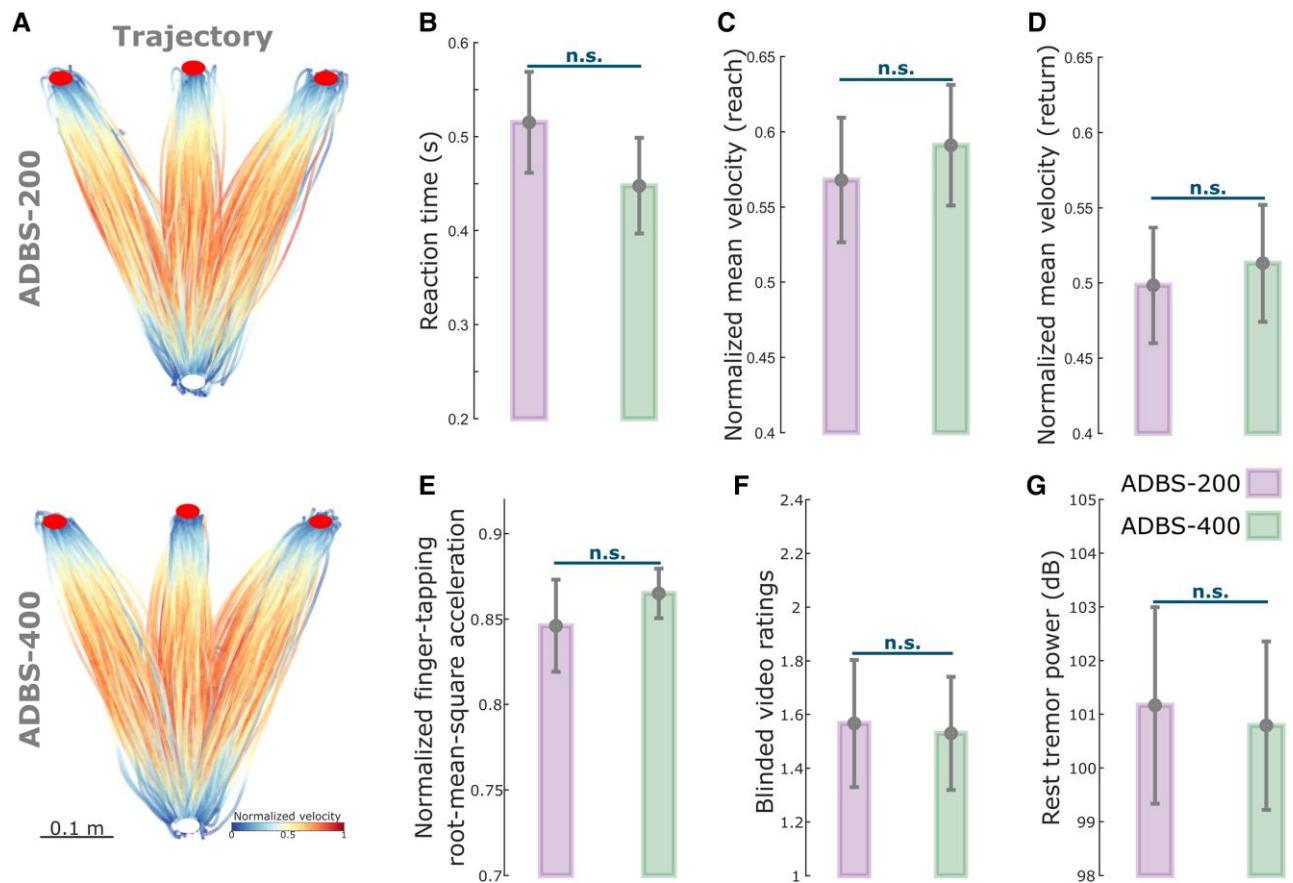 A
Trajectory
ADBS-200
ADBS-400
0.1 m
Normalized velocity
0 0.5 1
B
Reaction time (s)
0.6
0.5
0.4
0.3
0.2
n.s.
C
Normalized mean velocity (reach)
0.65
0.6
0.55
0.5
0.45
0.4
n.s.
D
Normalized mean velocity (return)
0.65
0.6
0.55
0.5
0.45
0.4
n.s.
E
Normalized finger-tapping
root-mean-square acceleration
0.9
0.85
0.8
0.75
0.7
n.s.
F
Blinded video ratings
2.4
2.2
2
1.8
1.6
1.4
1.2
1
n.s.
G
ADBS-200
ADBS-400
Rest tremor power (dB)
105
104
103
102
101
100
99
98
n.s.